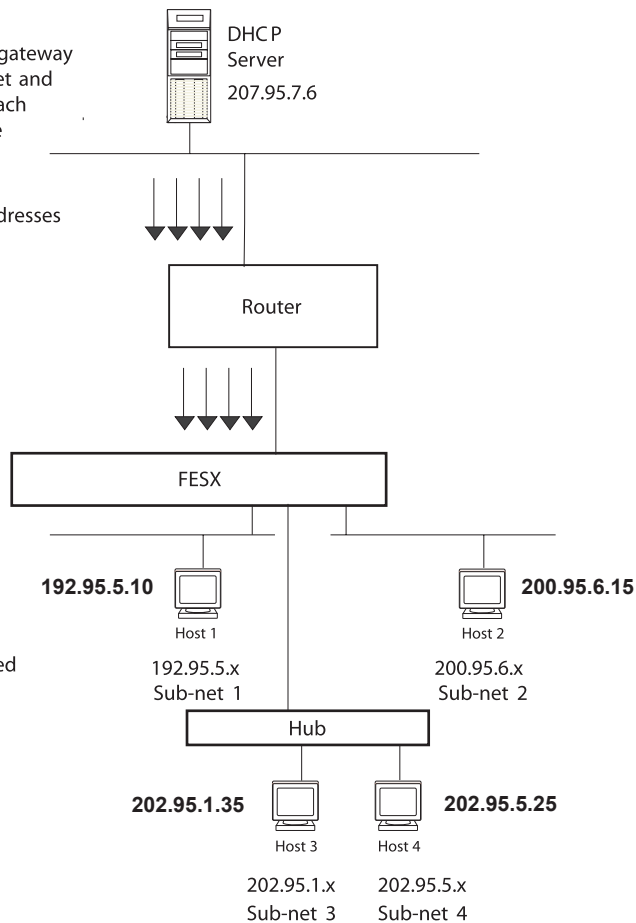 DHCP
Server
207.95.7.6
gateway
et and
ach
e
dresses
Router
FESX
192.95.5.10
200.95.6.15
Host 1
Host 2
ed
192.95.5.x
Sub-net 1
200.95.6.x
Sub-net 2
Hub
202.95.1.35
202.95.5.25
Host 3
Host 4
202.95.1.x
Sub-net 3
202.95.5.x
Sub-net 4